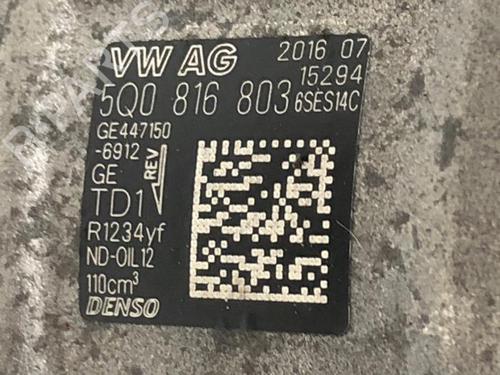 VW AG 2016 07
15294
5Q0 816 803 6SES14C
GE447150
-6912
REV
GE
TD1
R1234yf
ND-OIL12
110cm³
DENSO